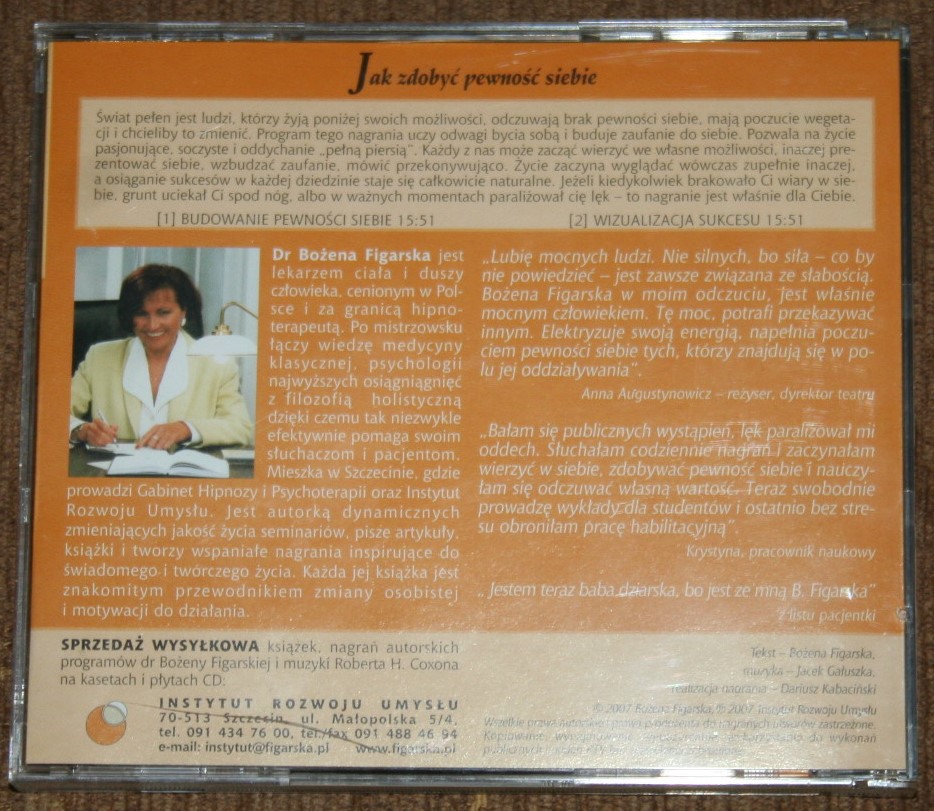 Jak zdobyć pewność siebie
Świat pełen jest ludzi, którzy żyją poniżej swoich możliwości, odczuwają brak pewności siebie, mają poczucie wegeta-
cji i chcieliby to zmienić. Program tego nagrania uczy odwagi bycia sobą i buduje zaufanie do siebie. Pozwala na życie
pasjonujące, soczyste i oddychanie „pełną piersią". Każdy z nas może zacząć wierzyć we własne możliwości, inaczej pre-
zentować siebie, wzbudzać zaufanie, mówić przekonywująco. Życie zaczyna wyglądać wówczas zupełnie inaczej,
a osiąganie sukcesów w każdej dziedzinie staje się całkowicie naturalne. Jeżeli kiedykolwiek brakowało Ci wiary w sie-
bie, grunt uciekał Ci spod nóg, albo w ważnych momentach paraliżował cię lęk – to nagranie jest właśnie dla Ciebie.
[1] BUDOWANIE PEWNOŚCI SIEBIE 15:51
[2] WIZUALIZACJA SUKCESU 15:51
Dr Bożena Figarska jest
lekarzem ciała i duszy
człowieka, cenionym w Pol-
sce i za granicą hipno-
terapeutą. Po mistrzowsku
łączy wiedzę medycyny
klasycznej, psychologii
najwyższych osiągniągnięć
z filozofią holistyczną
dzięki czemu tak niezwykle
efektywnie pomaga swoim
słuchaczom i pacjentom.
Mieszka w Szczecinie, gdzie
prowadzi Gabinet Hipnozy i Psychoterapii oraz Instytut
Rozwoju Umysłu. Jest autorką dynamicznych
zmieniających jakość życia seminariów, pisze artykuły,
książki i tworzy wspaniałe nagrania inspirujące do
świadomego i twórczego życia. Każda jej książka jest
znakomitym przewodnikiem zmiany osobistej
i motywacji do działania.
„Lubię mocnych ludzi. Nie silnych, bo siła – co by
nie powiedzieć – jest zawsze związana ze słabością.
Bożena Figarska w moim odczuciu, jest właśnie
mocnym człowiekiem. Tę moc, potrafi przekazywać
innym. Elektryzuje swoją energią, napełnia poczu-
ciem pewności siebie tych, którzy znajdują się w po-
lu jej oddziaływania".
Anna Augustynowicz – reżyser, dyrektor teatru
„Bałam się publicznych wystąpień, lęk paraliżował mi
oddech. Słuchałam codziennie nagrań i zaczynałam
wierzyć w siebie, zdobywać pewność siebie i nauczy-
łam się odczuwać własną wartość. Teraz swobodnie
prowadzę wykłady dla studentów i ostatnio bez stre-
su obroniłam pracę habilitacyjną".
Krystyna, pracownik naukowy
„Jestem teraz baba dziarska, bo jest ze mną B. Figarska"
z listu pacjentki
SPRZEDAŻ WYSYŁKOWA książek, nagrań autorskich
programów dr Bożeny Figarskiej i muzyki Roberta H. Coxona
na kasetach i płytach CD:
INSTYTUT ROZWOJU UMYSŁU
70-513 Szczecin, ul. Małopolska 5/4,
tel. 091 434 76 00, tel./fax 091 488 46 94
e-mail: instytut@figarska.pl www.figarska.pl
Tekst – Bożena Figarska,
muzyka – Jacek Gałuszka,
realizacja nagrania – Dariusz Kabaciński
© 2007 Bożena Figarska, ℗ 2007 Instytut Rozwoju Umysłu
Wszelkie prawa autorskie i prawa producenta do nagranych utworów zastrzeżone.
Kopiowanie, do wykonań
publicznych